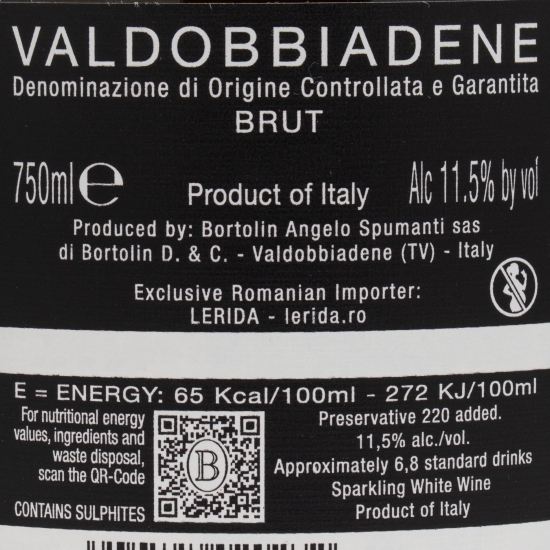 VALDOBBIADENE
Denominazione di Origine Controllata e Garantita
BRUT
750ml e Product of Italy Alc 11.5% by vol
Produced by: Bortolin Angelo Spumanti sas
di Bortolin D. & C. - Valdobbiadene (TV) - Italy
Exclusive Romanian Importer:
LERIDA - lerida.ro
E = ENERGY: 65 Kcal/100ml - 272 KJ/100ml
For nutritional energy
values, ingredients and
waste disposal,
scan the QR-Code
CONTAINS SULPHITES
B
Preservative 220 added.
11,5% alc./vol.
Approximately 6,8 standard drinks
Sparkling White Wine
Product of Italy